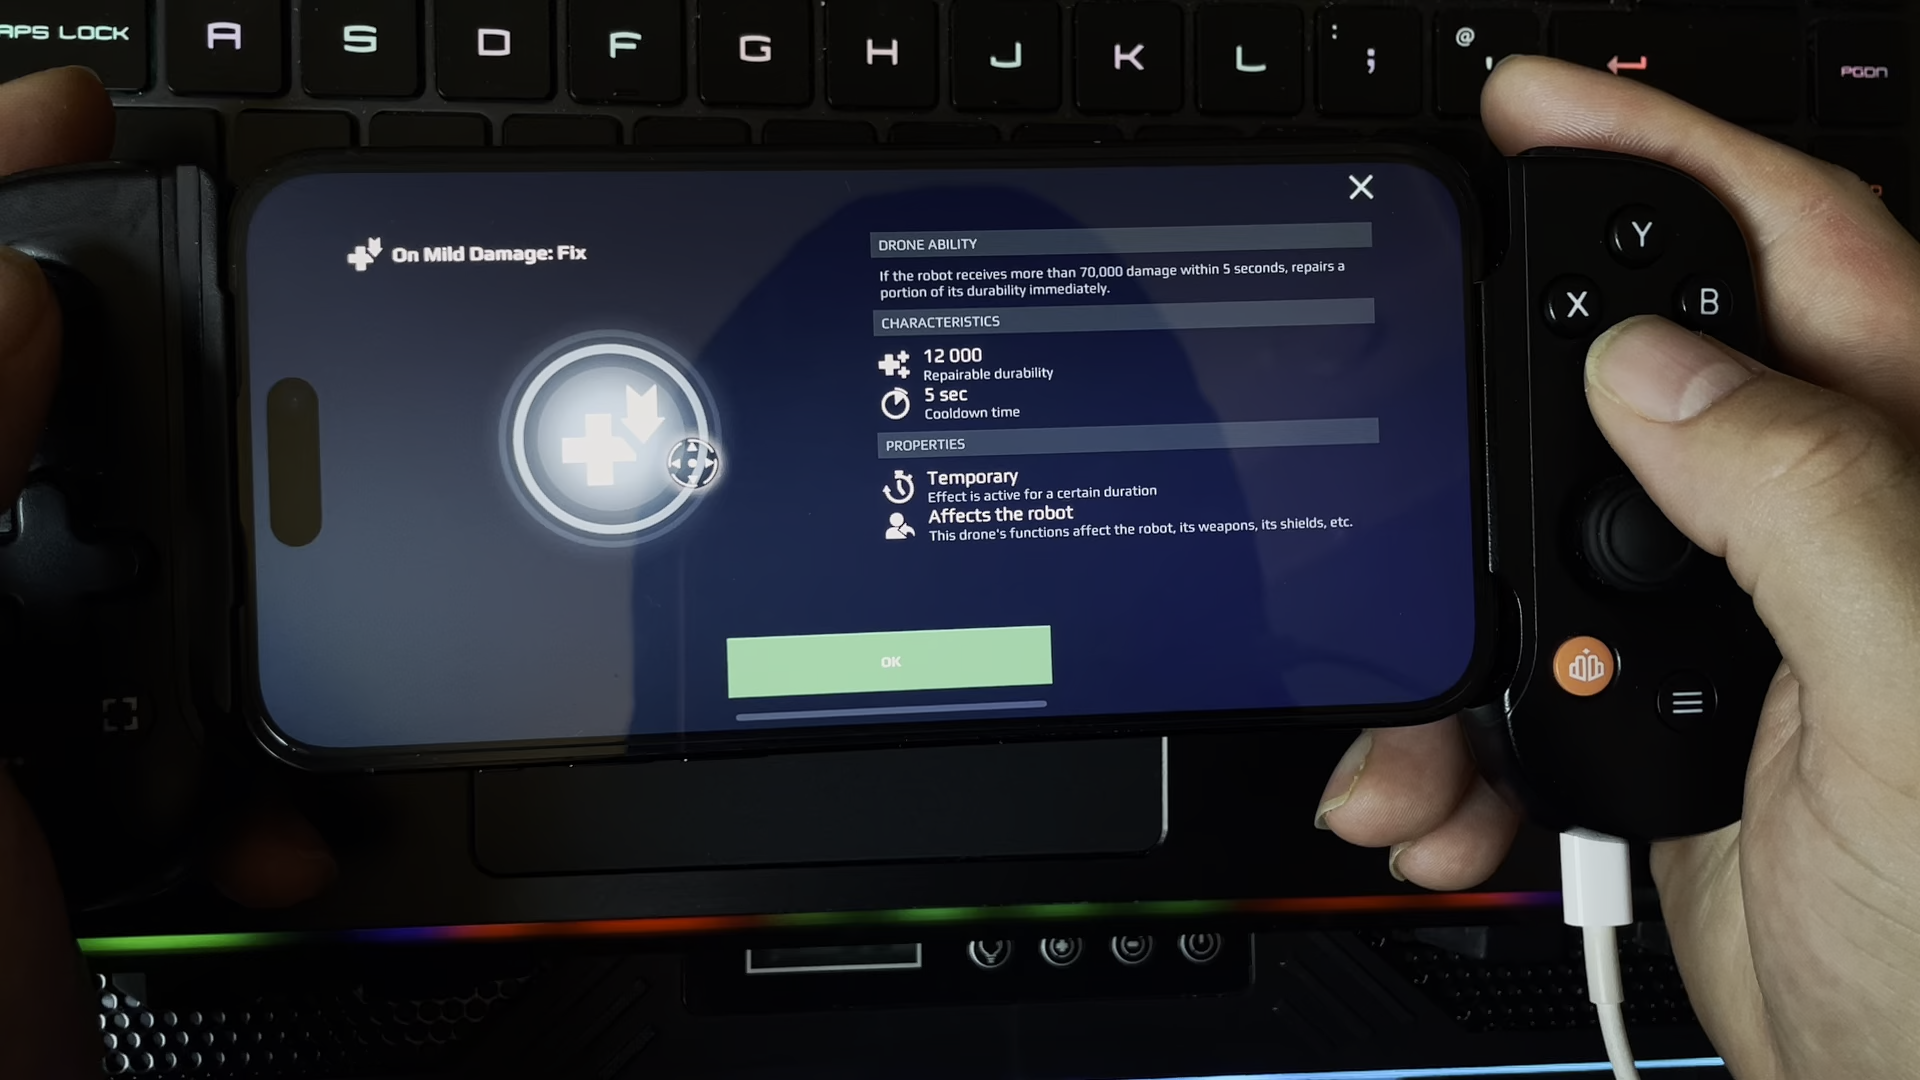 APS LOCK
A
S
D
F
G
H
J
K
L
:
;
@
'
PGDN
On Mild Damage: Fix
DRONE ABILITY
If the robot receives more than 70,000 damage within 5 seconds, repairs a
portion of its durability immediately.
CHARACTERISTICS
12 000
Repairable durability
5 sec
Cooldown time
PROPERTIES
Temporary
Effect is active for a certain duration
Affects the robot
This drone's functions affect the robot, its weapons, its shields, etc.
OK
Y
X
B